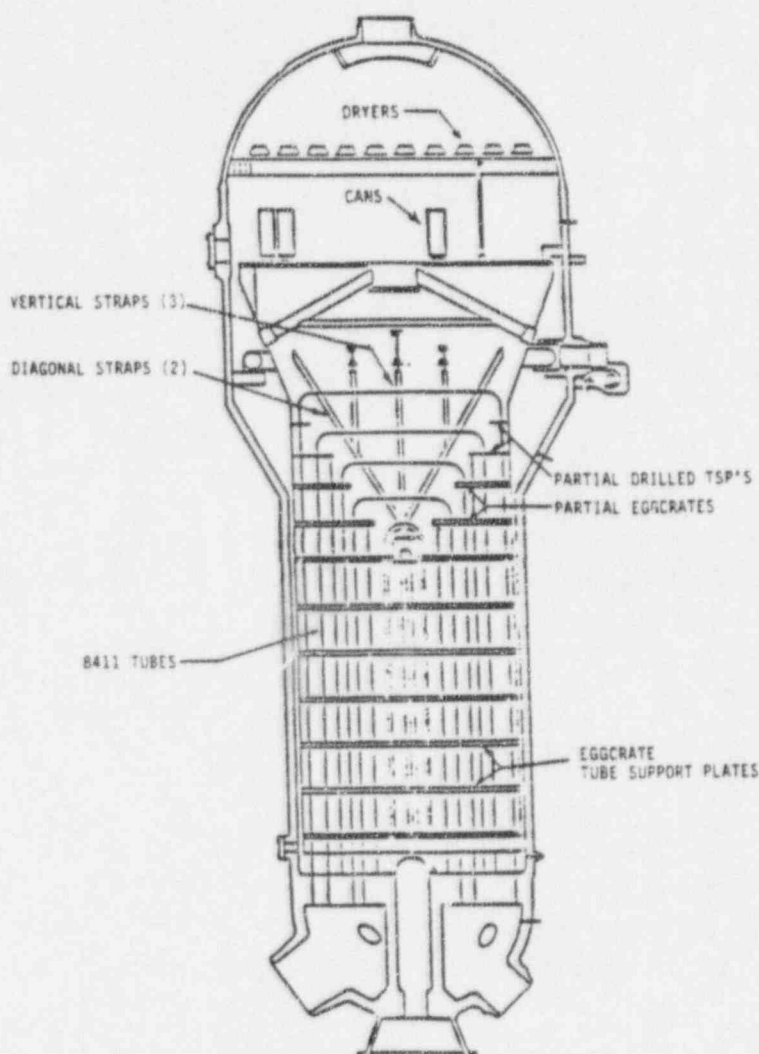 DRYERS
CANS
VERTICAL STRAPS (3)
DIAGONAL STRAPS (2)
PARTIAL DRILLED TSP'S
PARTIAL EGGCRATES
8411 TUBES
EGGCRATE
TUBE SUPPORT PLATES